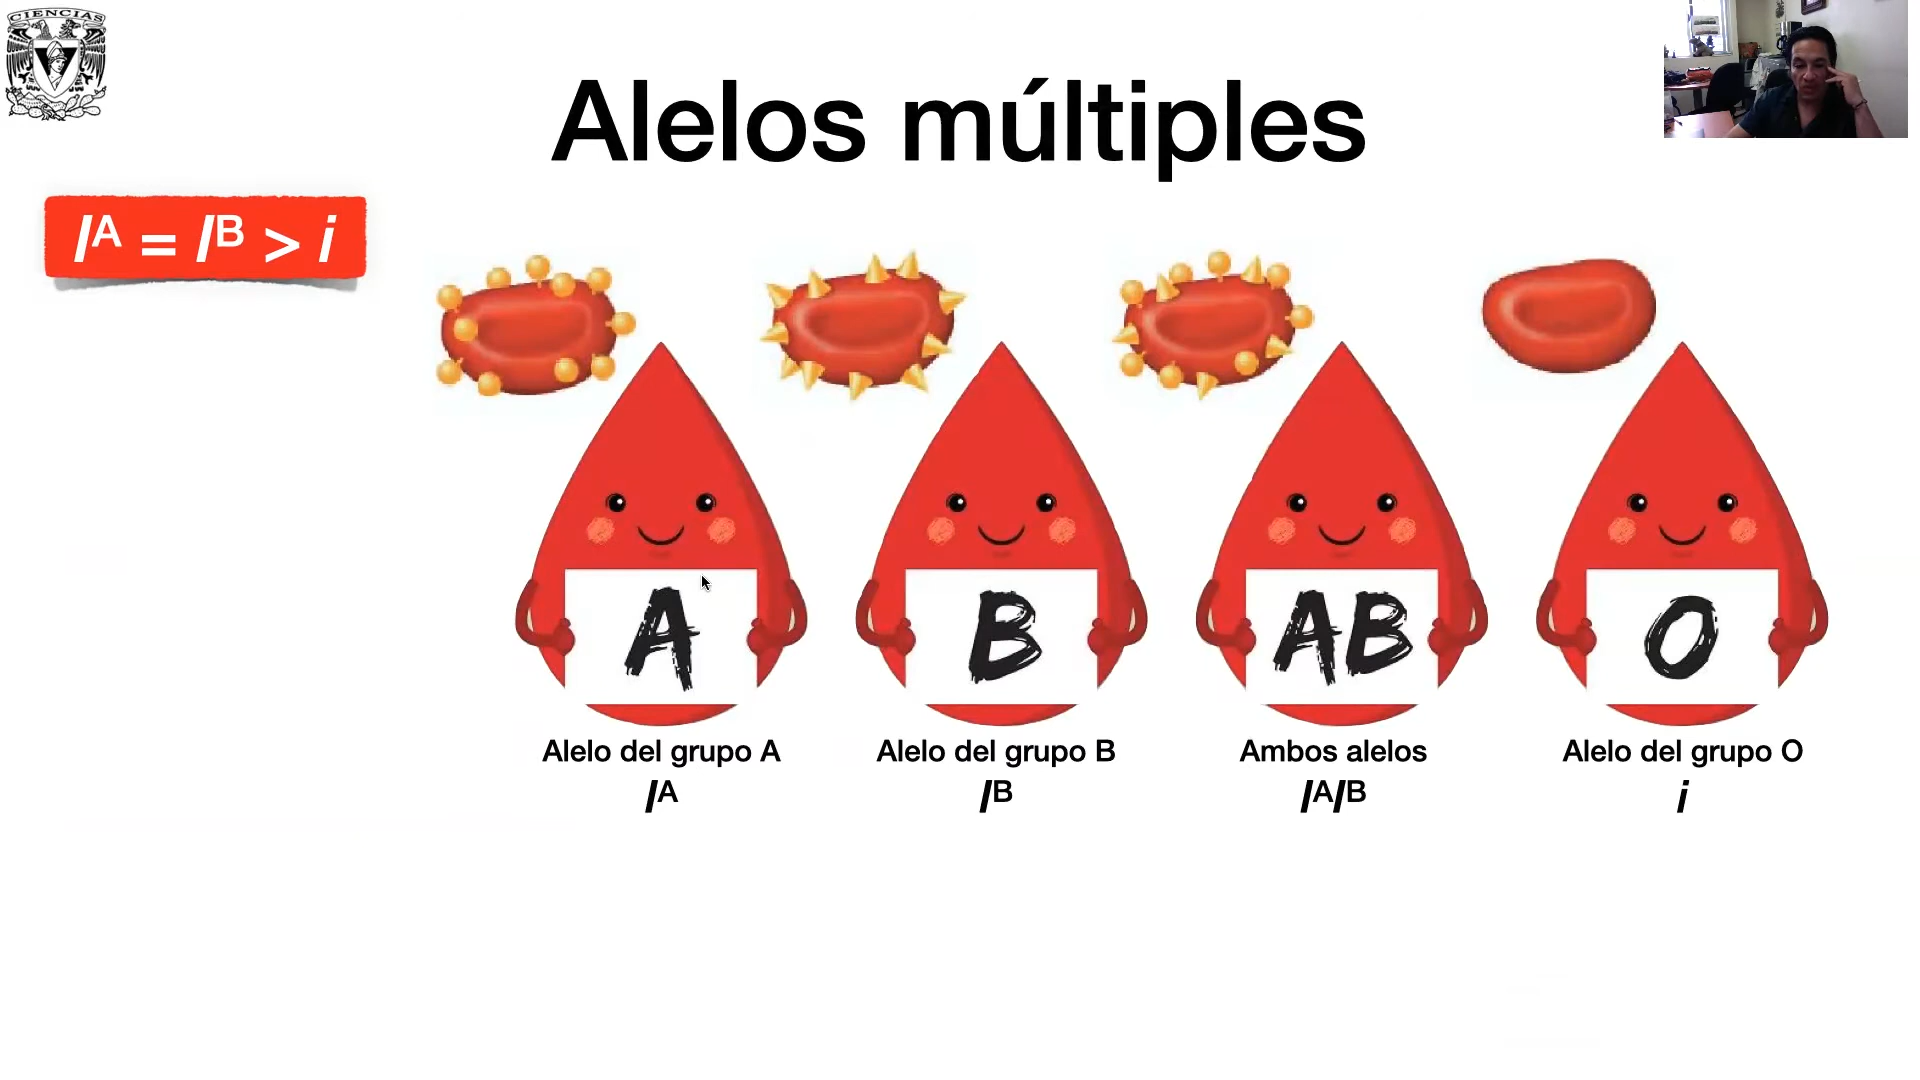 CIENCIAS
Alelos múltiples
Iᴬ = Iᴮ > i
A
B
AB
O
Alelo del grupo A
Iᴬ
Alelo del grupo B
Iᴮ
Ambos alelos
IᴬIᴮ
Alelo del grupo O
i